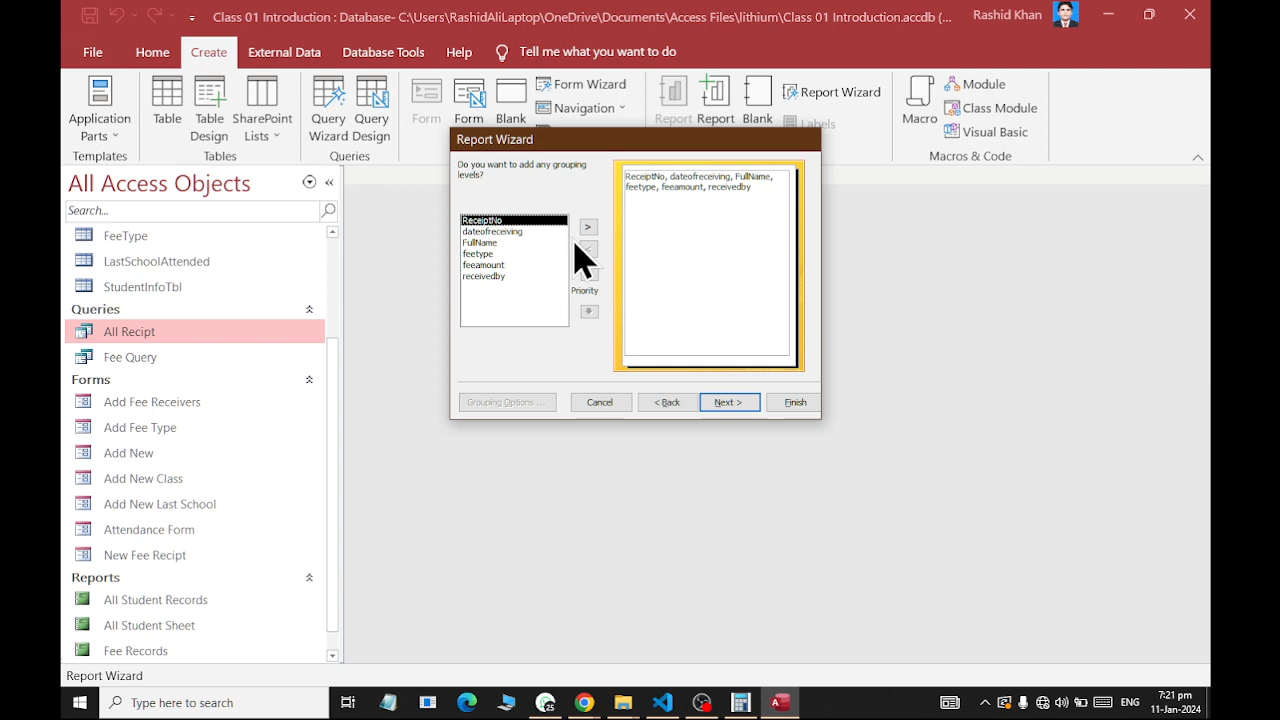 Class 01 Introduction : Database- C:\Users\RashidAliLaptop\OneDrive\Documents\Access Files\lithium\Class 01 Introduction.accdb (...
Rashid Khan
File
Home
Create
External Data
Database Tools
Help
Tell me what you want to do
Application
Parts
Templates
Table
Table
Design
SharePoint
Lists
Tables
Query
Wizard
Query
Design
Queries
Form
Form
Blank
Form Wizard
Navigation
Report
Report
Blank
Report Wizard
Labels
Macro
Module
Class Module
Visual Basic
Macros & Code
All Access Objects
Search...
FeeType
LastSchoolAttended
StudentInfoTbl
Queries
All Recipt
Fee Query
Forms
Add Fee Receivers
Add Fee Type
Add New
Add New Class
Add New Last School
Attendance Form
New Fee Recipt
Reports
All Student Records
All Student Sheet
Fee Records
Report Wizard
Do you want to add any grouping
levels?
ReceiptNo
dateofreceiving
FullName
feetype
feeamount
receivedby
>
<
Priority
ReceiptNo, dateofreceiving, FullName,
feetype, feeamount, receivedby
Grouping Options ...
Cancel
< Back
Next >
Finish
Report Wizard
Type here to search
ENG
7:21 pm
11-Jan-2024